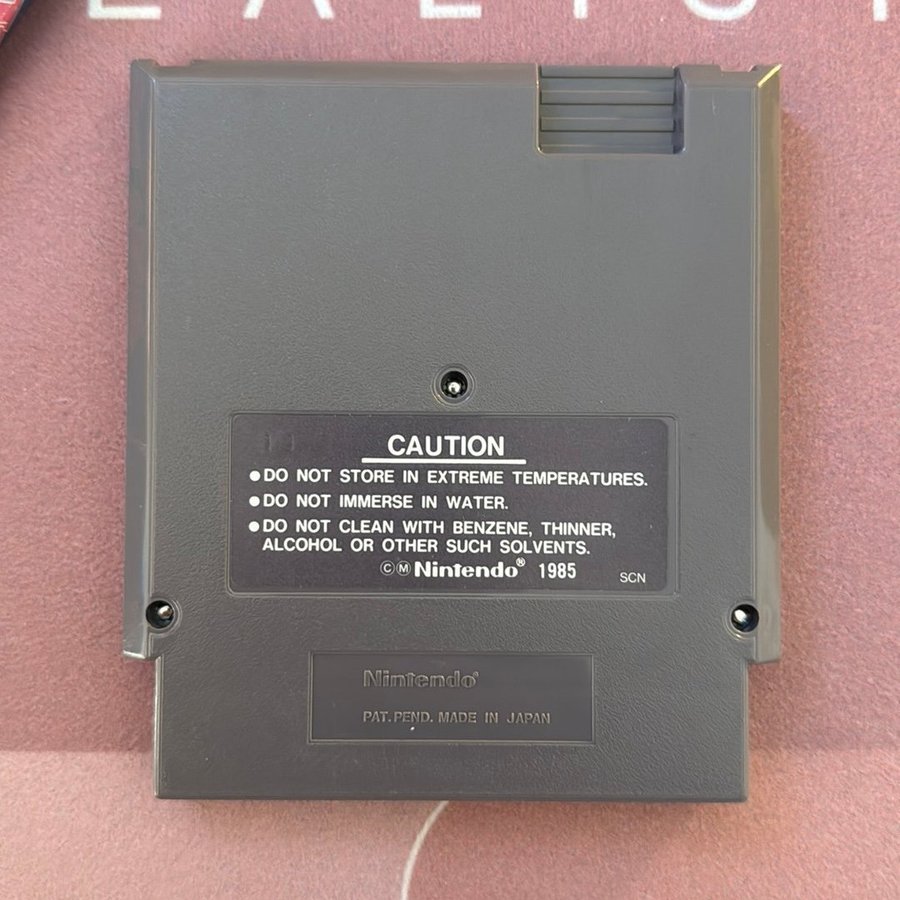 CAUTION
●DO NOT STORE IN EXTREME TEMPERATURES.
●DO NOT IMMERSE IN WATER.
●DO NOT CLEAN WITH BENZENE, THINNER,
ALCOHOL OR OTHER SUCH SOLVENTS.
©Ⓜ Nintendo® 1985
SCN
Nintendo®
PAT. PEND. MADE IN JAPAN